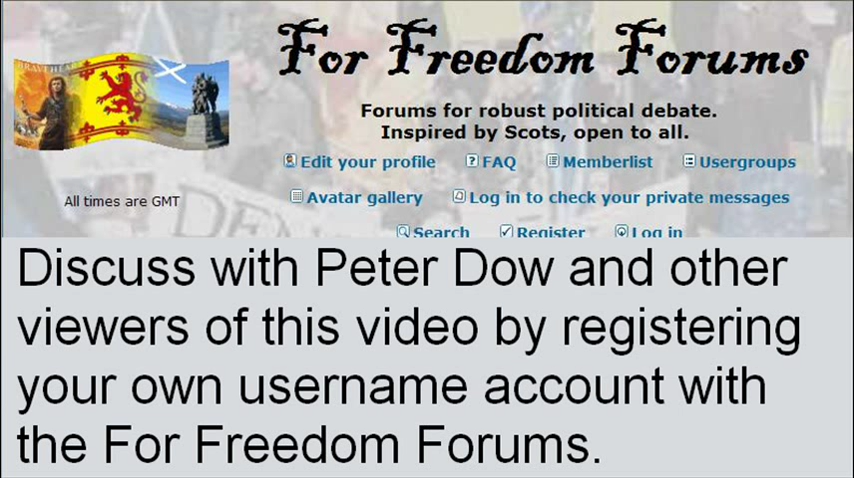 BRAVEHEART
For Freedom Forums
Forums for robust political debate.
Inspired by Scots, open to all.
Edit your profile FAQ Memberlist Usergroups
Avatar gallery Log in to check your private messages
All times are GMT
Search Register Log in
Discuss with Peter Dow and other
viewers of this video by registering
your own username account with
the For Freedom Forums.